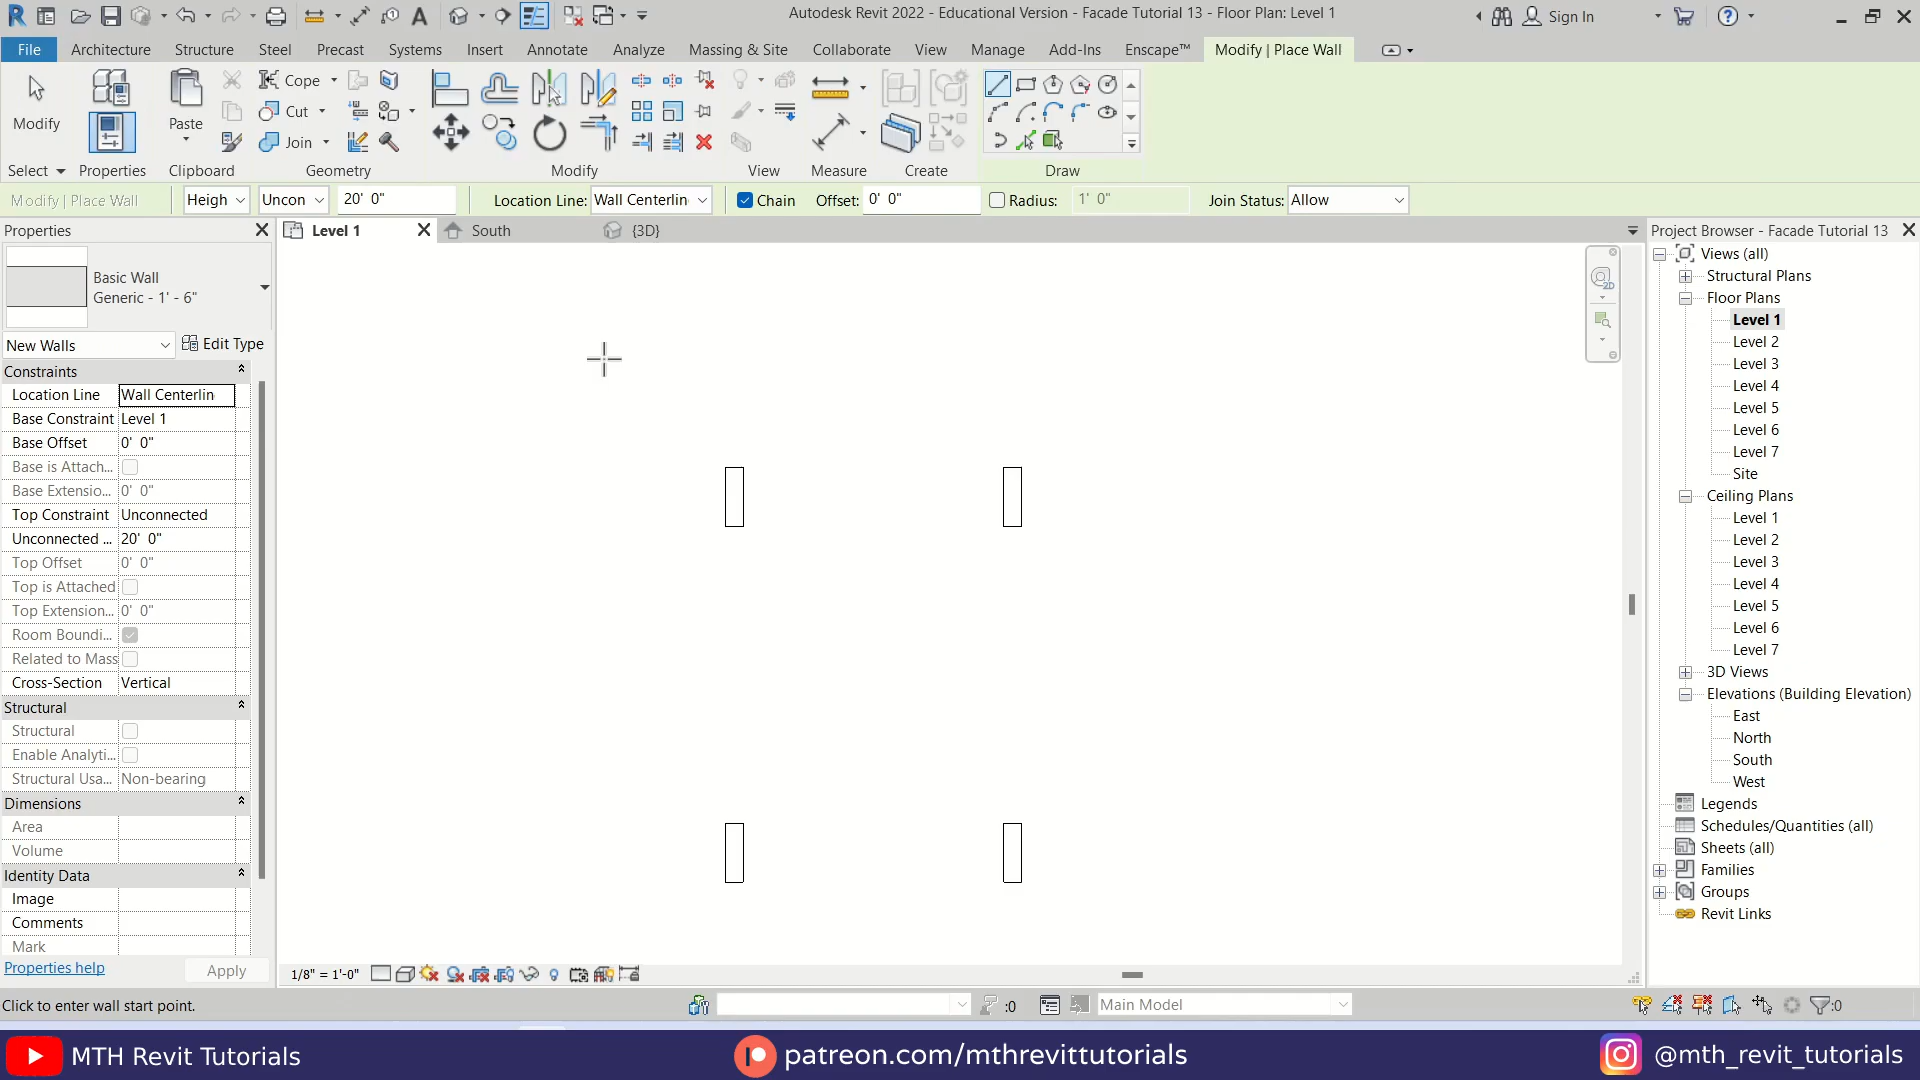 Autodesk Revit 2022 - Educational Version - Facade Tutorial 13 - Floor Plan: Level 1
Sign In
File Architecture Structure Steel Precast Systems Insert Annotate Analyze Massing & Site Collaborate View Manage Add-Ins Enscape™ Modify | Place Wall
Modify
Paste
Cope
Cut
Join
Select Properties Clipboard Geometry Modify View Measure Create Draw
Modify | Place Wall Heigh Uncon 20' 0" Location Line: Wall Centerlin Chain Offset: 0' 0" Radius: 1' 0" Join Status: Allow
Properties
Level 1
South
{3D}
Project Browser - Facade Tutorial 13
Basic Wall
Generic - 1' - 6"
New Walls
Edit Type
Constraints
Location Line Wall Centerlin
Base Constraint Level 1
Base Offset 0' 0"
Base is Attach...
Base Extensio... 0' 0"
Top Constraint Unconnected
Unconnected ... 20' 0"
Top Offset 0' 0"
Top is Attached
Top Extension... 0' 0"
Room Boundi...
Related to Mass
Cross-Section Vertical
Structural
Structural
Enable Analyti...
Structural Usa... Non-bearing
Dimensions
Area
Volume
Identity Data
Image
Comments
Mark
Properties help
Apply
2D
Views (all)
Structural Plans
Floor Plans
Level 1
Level 2
Level 3
Level 4
Level 5
Level 6
Level 7
Site
Ceiling Plans
Level 1
Level 2
Level 3
Level 4
Level 5
Level 6
Level 7
3D Views
Elevations (Building Elevation)
East
North
South
West
Legends
Schedules/Quantities (all)
Sheets (all)
Families
Groups
Revit Links
1/8" = 1'-0"
Click to enter wall start point.
:0
Main Model
:0
MTH Revit Tutorials
patreon.com/mthrevittutorials
@mth_revit_tutorials